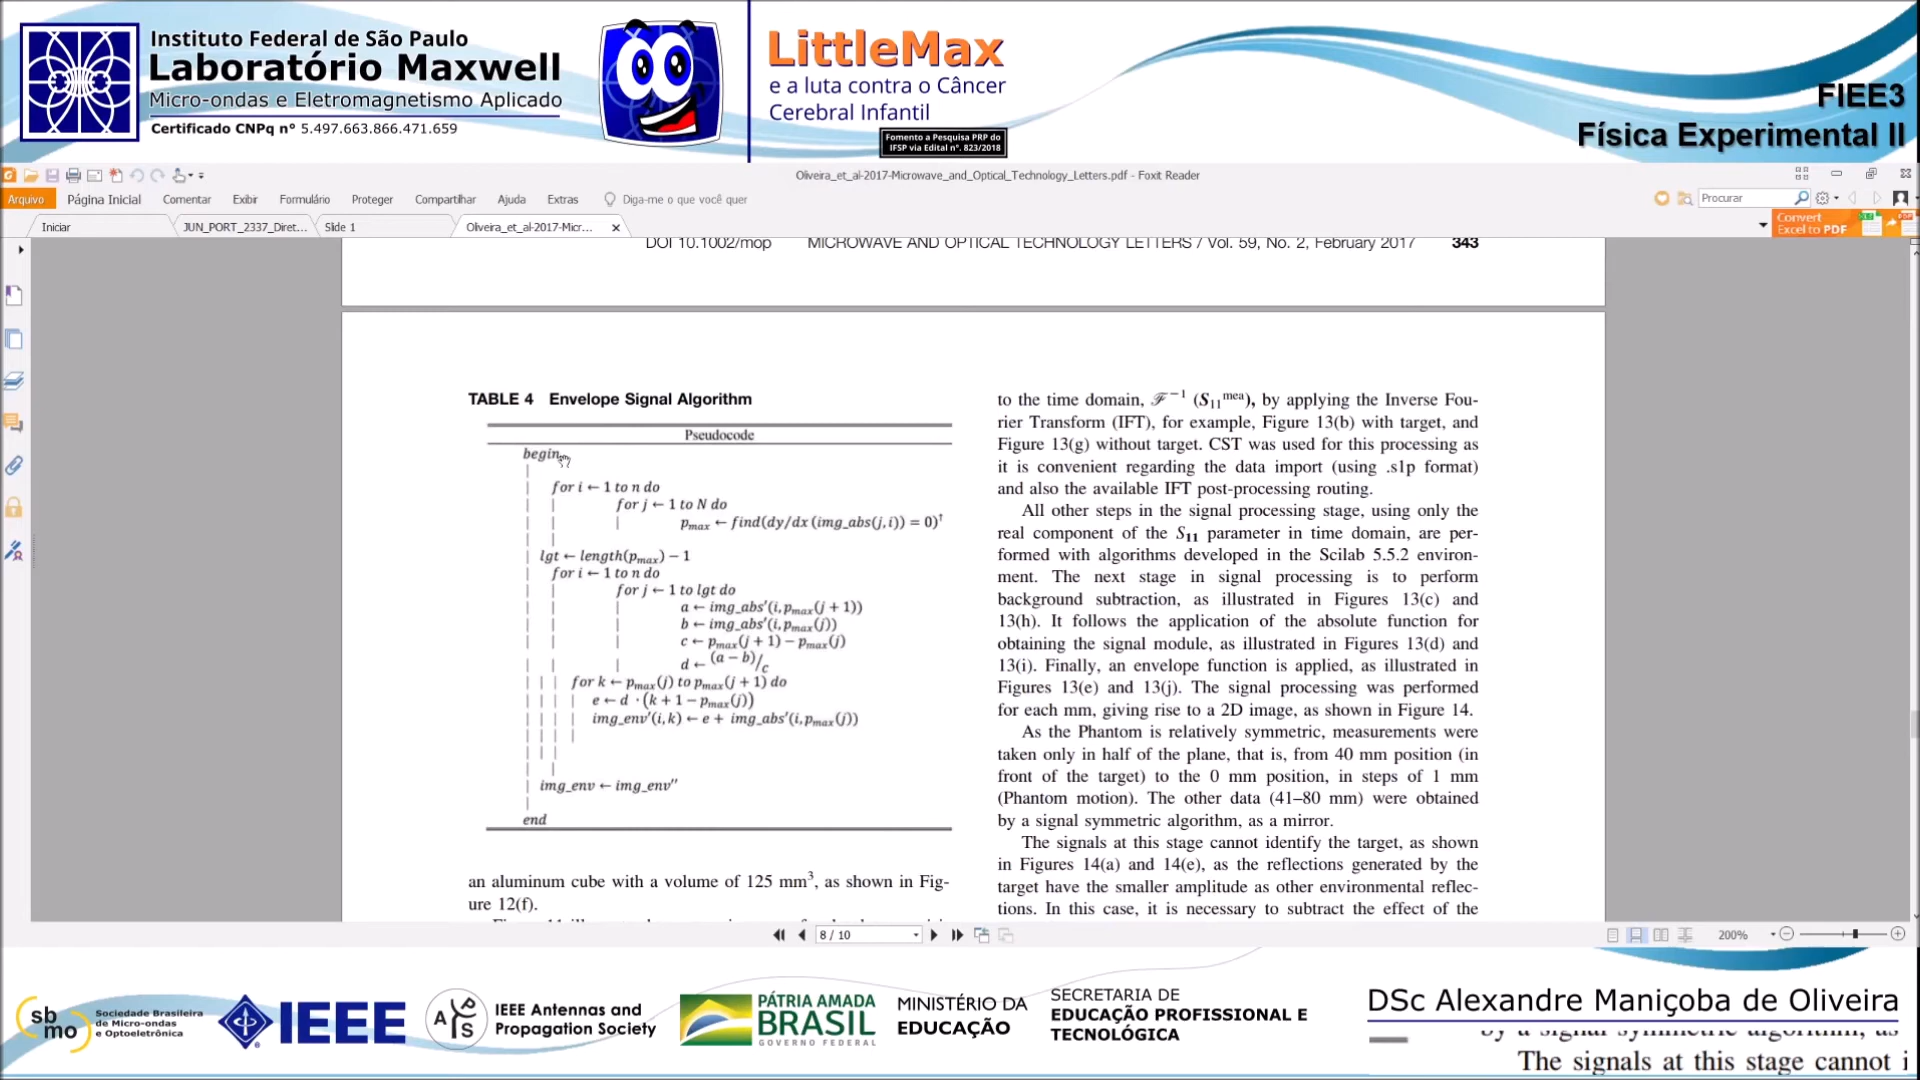 Instituto Federal de São Paulo
Laboratório Maxwell
Micro-ondas e Eletromagnetismo Aplicado
Certificado CNPq n° 5.497.663.866.471.659
LittleMax
e a luta contra o Câncer
Cerebral Infantil
Fomento a Pesquisa PRP do
IFSP via Edital nº. 823/2018
FIEE3
Física Experimental II
Oliveira_et_al-2017-Microwave_and_Optical_Technology_Letters.pdf - Foxit Reader
Arquivo Página Inicial Comentar Exibir Formulário Proteger Compartilhar Ajuda Extras Diga-me o que você quer Procurar
Iniciar JUN_PORT_2337_Diret... Slide 1 Oliveira_et_al-2017-Micr...
Convert
Excel to PDF
DOI 10.1002/mop MICROWAVE AND OPTICAL TECHNOLOGY LETTERS / Vol. 59, No. 2, February 2017 343
TABLE 4 Envelope Signal Algorithm
Pseudocode
begin
for i ← 1 to n do
for j ← 1 to N do
p_max ← find(dy/dx (img_abs(j,i)) = 0)†
lgt ← length(p_max) − 1
for i ← 1 to n do
for j ← 1 to lgt do
a ← img_abs′(i,p_max(j + 1))
b ← img_abs′(i,p_max(j))
c ← p_max(j + 1) − p_max(j)
d ← (a − b)/c
for k ← p_max(j) to p_max(j + 1) do
e ← d · (k + 1 − p_max(j))
img_env′(i,k) ← e + img_abs′(i,p_max(j))
img_env ← img_env″
end
an aluminum cube with a volume of 125 mm³, as shown in Fig-
ure 12(f).
to the time domain, ℱ⁻¹ (S₁₁ᵐᵉᵃ), by applying the Inverse Fou-
rier Transform (IFT), for example, Figure 13(b) with target, and
Figure 13(g) without target. CST was used for this processing as
it is convenient regarding the data import (using .s1p format)
and also the available IFT post-processing routing.
All other steps in the signal processing stage, using only the
real component of the S₁₁ parameter in time domain, are per-
formed with algorithms developed in the Scilab 5.5.2 environ-
ment. The next stage in signal processing is to perform
background subtraction, as illustrated in Figures 13(c) and
13(h). It follows the application of the absolute function for
obtaining the signal module, as illustrated in Figures 13(d) and
13(i). Finally, an envelope function is applied, as illustrated in
Figures 13(e) and 13(j). The signal processing was performed
for each mm, giving rise to a 2D image, as shown in Figure 14.
As the Phantom is relatively symmetric, measurements were
taken only in half of the plane, that is, from 40 mm position (in
front of the target) to the 0 mm position, in steps of 1 mm
(Phantom motion). The other data (41–80 mm) were obtained
by a signal symmetric algorithm, as a mirror.
The signals at this stage cannot identify the target, as shown
in Figures 14(a) and 14(e), as the reflections generated by the
target have the smaller amplitude as other environmental reflec-
tions. In this case, it is necessary to subtract the effect of the
8 / 10
200%
sb
mo
Sociedade Brasileira
de Micro-ondas
e Optoeletrônica
IEEE
APS
IEEE Antennas and
Propagation Society
PÁTRIA AMADA
BRASIL
GOVERNO FEDERAL
MINISTÉRIO DA
EDUCAÇÃO
SECRETARIA DE
EDUCAÇÃO PROFISSIONAL E
TECNOLÓGICA
DSc Alexandre Maniçoba de Oliveira
by a signal symmetric algorithm, as
The signals at this stage cannot i